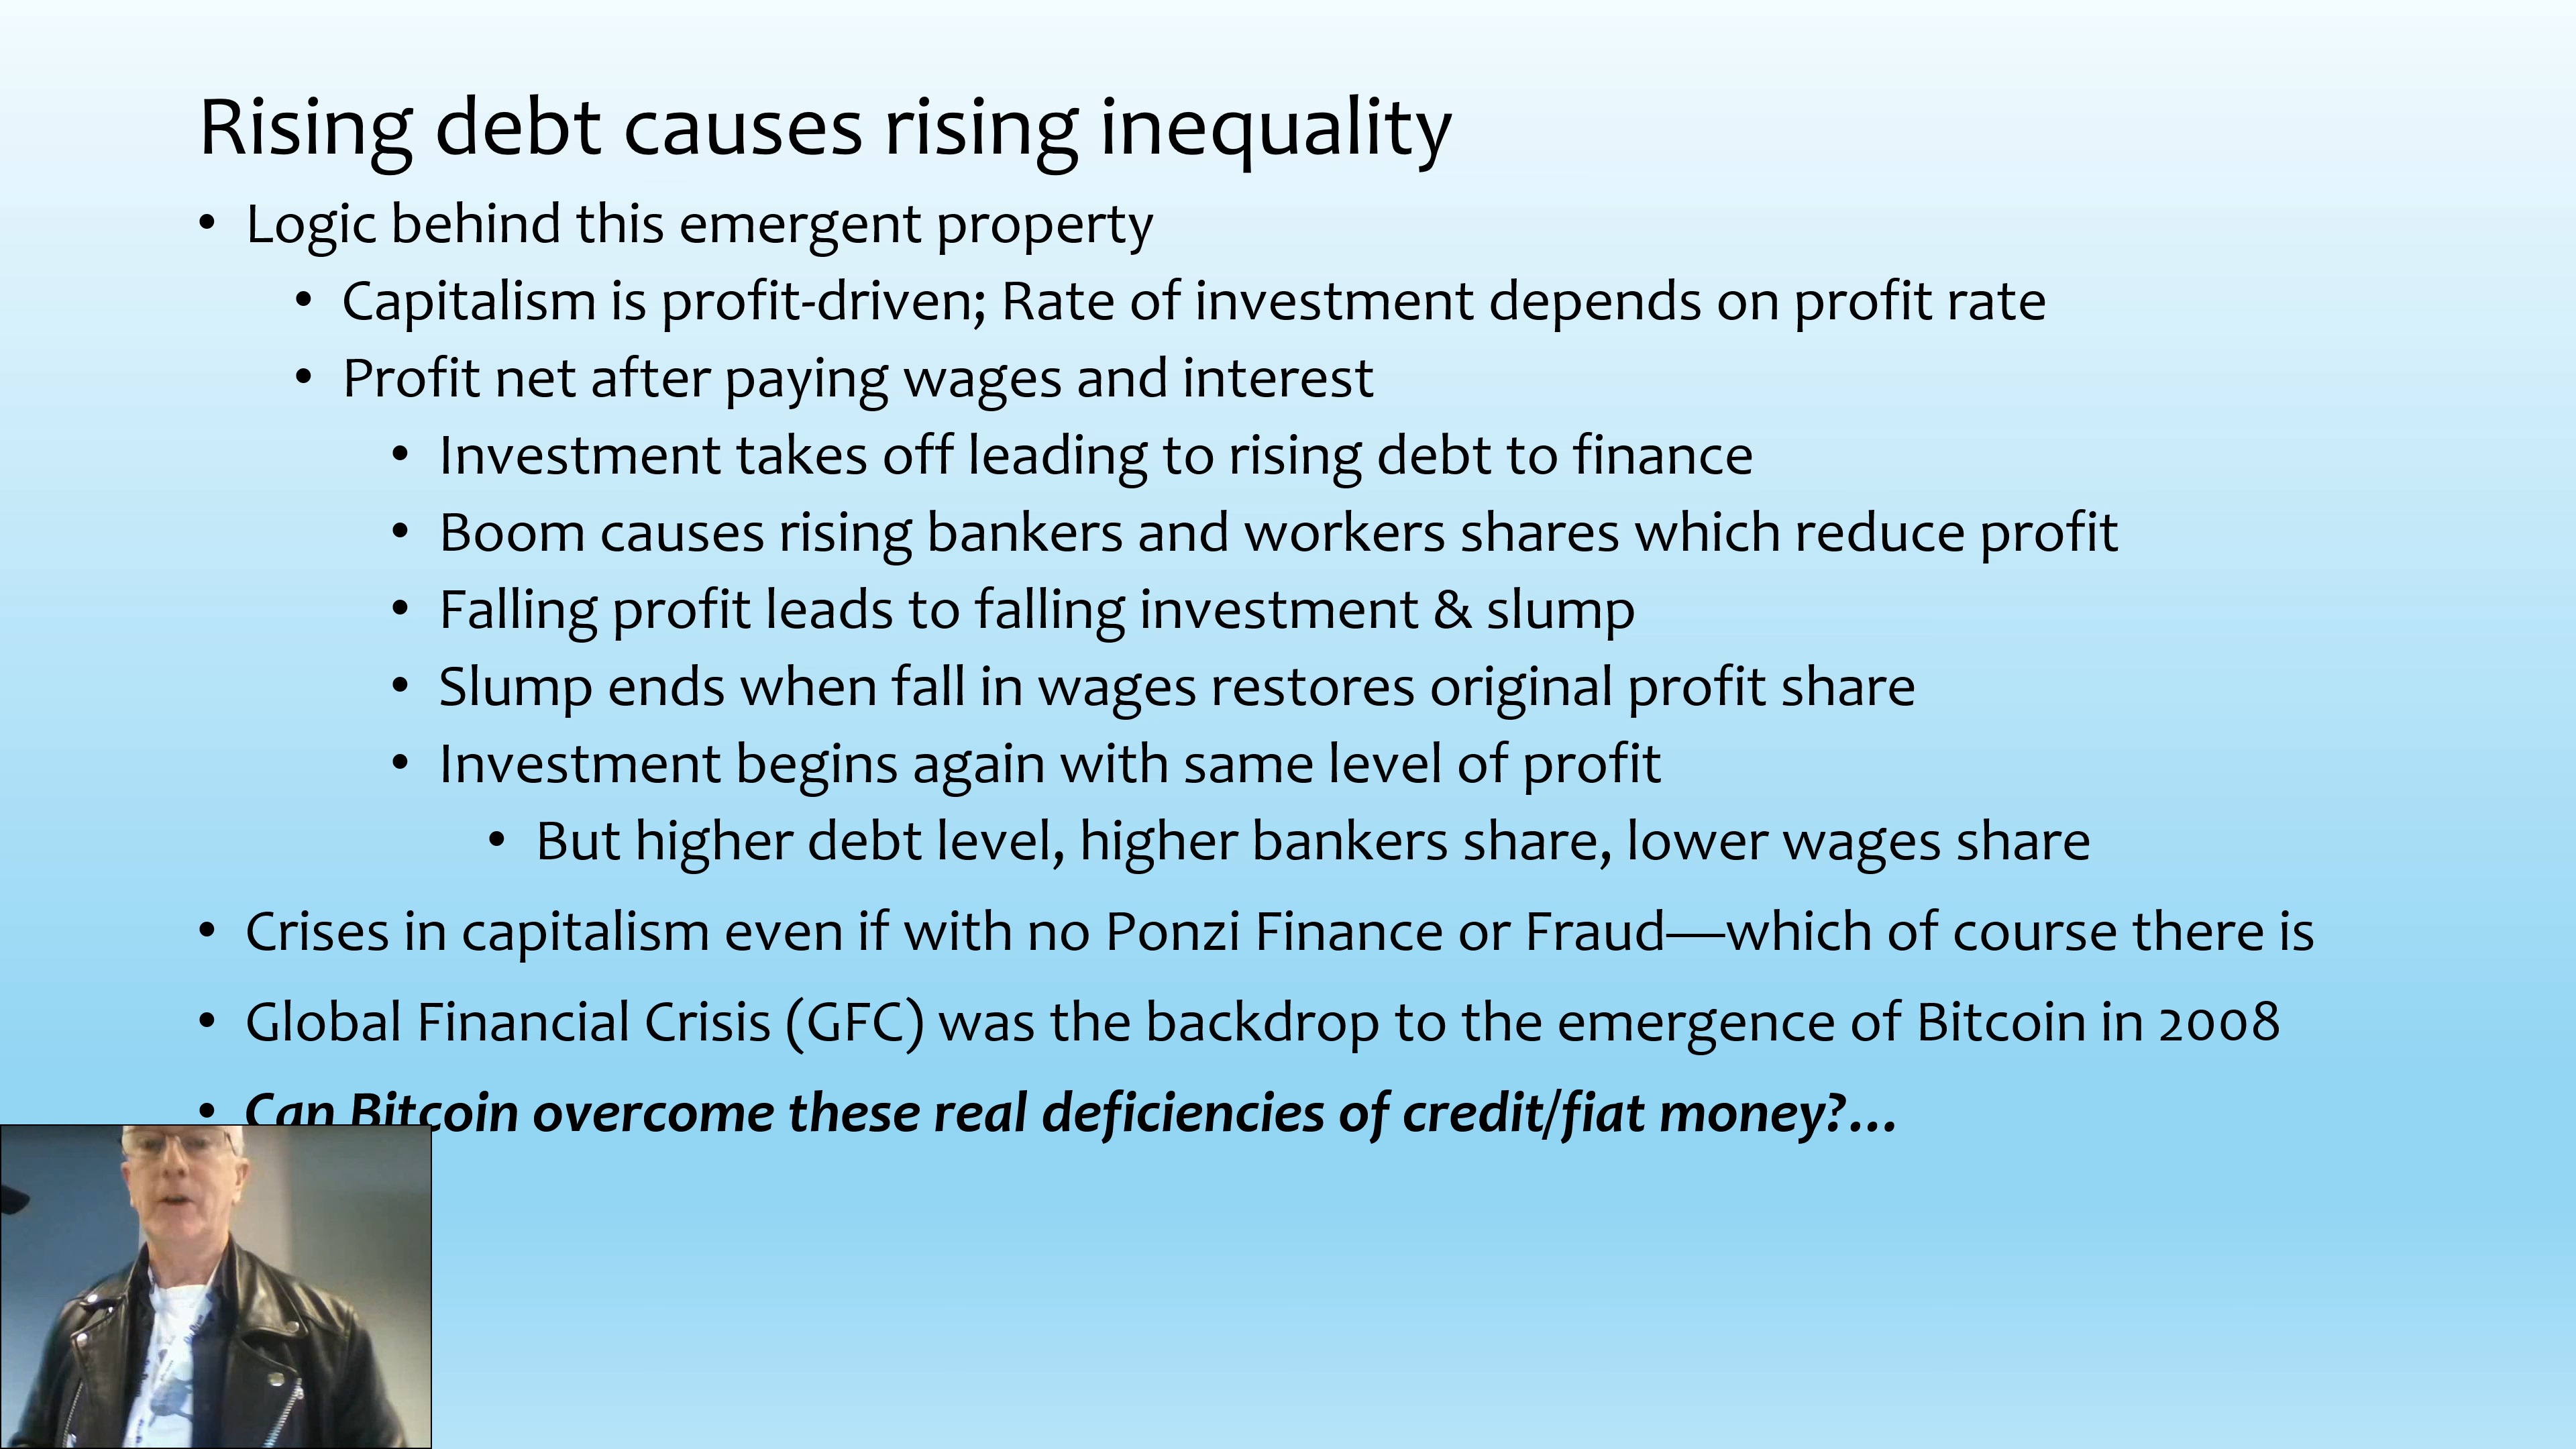 Rising debt causes rising inequality
• Logic behind this emergent property
• Capitalism is profit-driven; Rate of investment depends on profit rate
• Profit net after paying wages and interest
• Investment takes off leading to rising debt to finance
• Boom causes rising bankers and workers shares which reduce profit
• Falling profit leads to falling investment & slump
• Slump ends when fall in wages restores original profit share
• Investment begins again with same level of profit
• But higher debt level, higher bankers share, lower wages share
• Crises in capitalism even if with no Ponzi Finance or Fraud—which of course there is
• Global Financial Crisis (GFC) was the backdrop to the emergence of Bitcoin in 2008
• Can Bitcoin overcome these real deficiencies of credit/fiat money?...